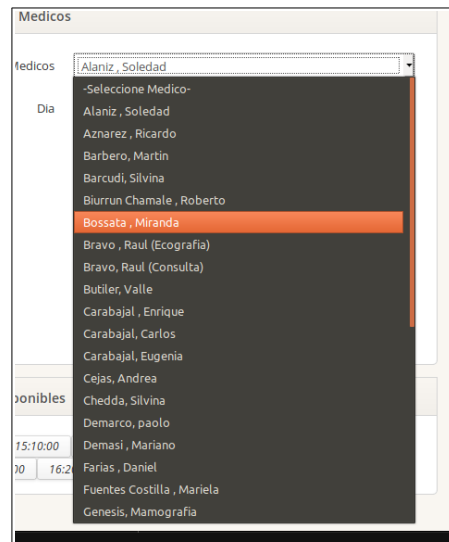 Medicos
Medicos
Alaniz , Soledad
-Seleccione Medico-
Dia
Alaniz , Soledad
Aznarez , Ricardo
Barbero, Martin
Barcudi, Silvina
Biurrun Chamale , Roberto
Bossata , Miranda
Bravo , Raul (Ecografia)
Bravo, Raul (Consulta)
Butiler, Valle
Carabajal , Enrique
Carabajal, Carlos
Carabajal, Eugenia
Cejas, Andrea
Chedda, Silvina
ponibles
Demarco, paolo
15:10:00
Demasi , Mariano
00
16:2
Farias , Daniel
Fuentes Costilla , Mariela
Genesis, Mamografia